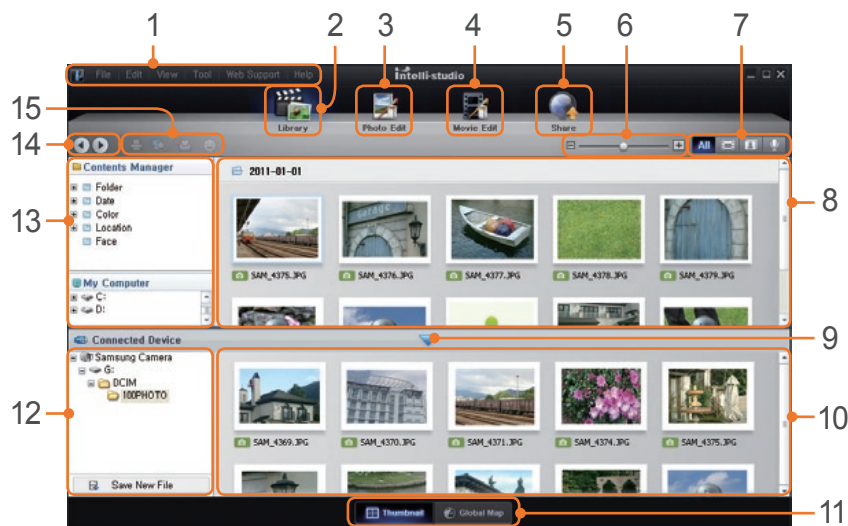 1 2 3 4 5 6 7
File Edit View Tool Web Support Help
intelli-studio
Library Photo Edit Movie Edit Share
15
14
All
Contents Manager
2011-01-01
Folder
Date
Color
Location
Face
13
8
Garage
SAM_4375.JPG SAM_4376.JPG SAM_4377.JPG SAM_4378.JPG SAM_4379.JPG
My Computer
C:
D:
Connected Device
9
Samsung Camera
G:
DCIM
100PHOTO
12
10
SAM_4369.JPG SAM_4370.JPG SAM_4371.JPG SAM_4374.JPG SAM_4375.JPG
Save New File
Thumbnail Global Map
11